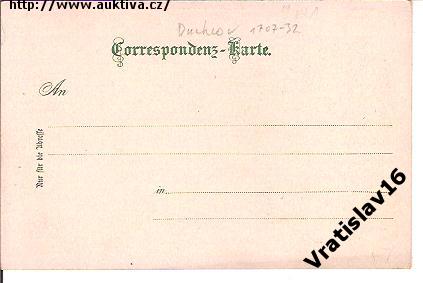 http://www.auktiva.cz/
Duchcov 1707-32
Correspondenz-Karte.
An
Nur für die Adresse
in
Vratislav16